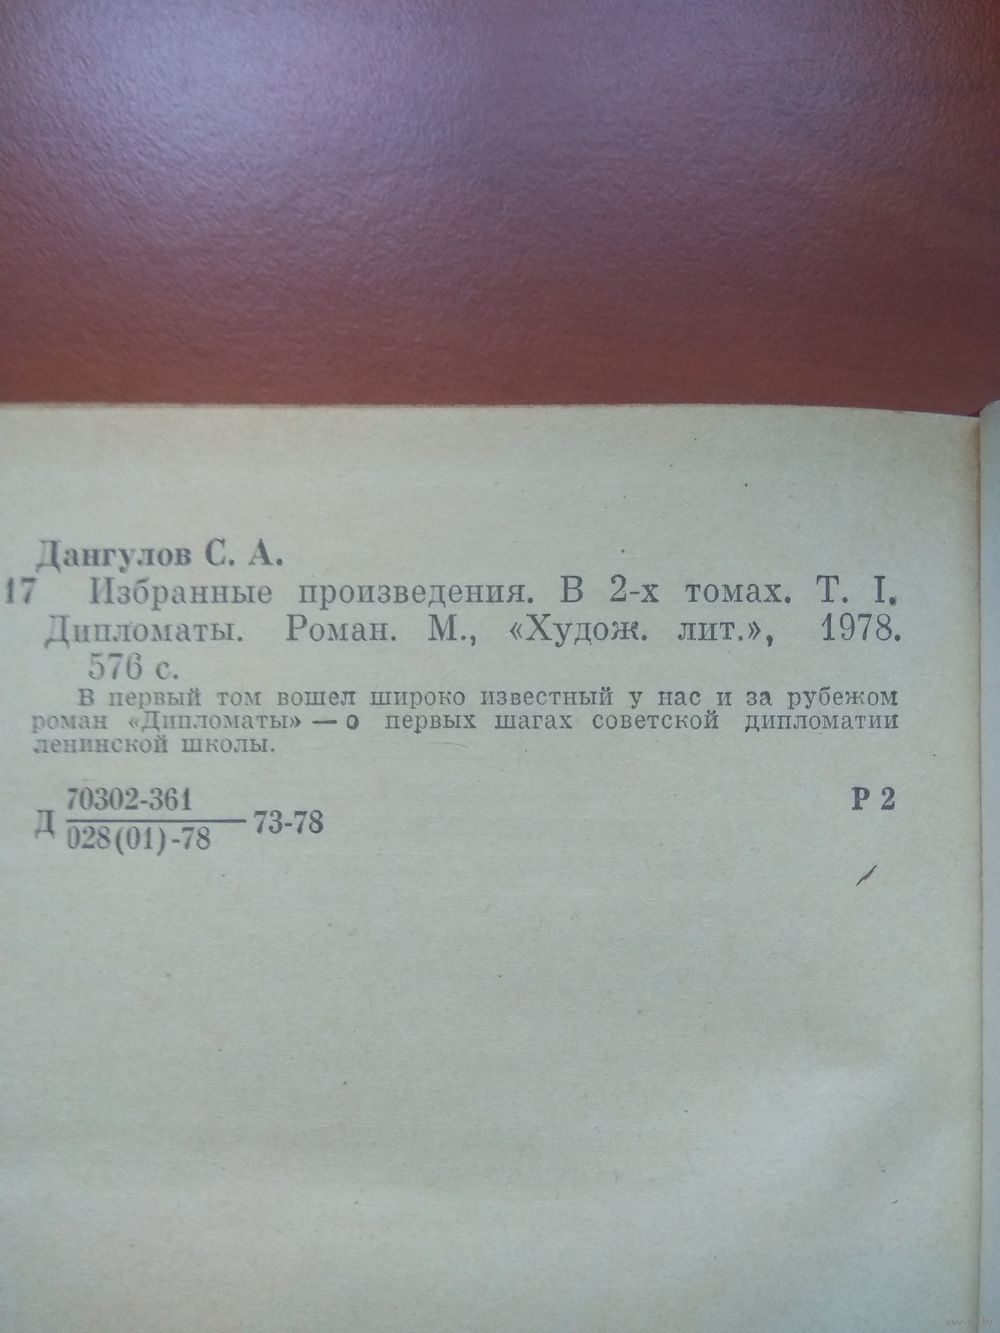 Дангулов С. А.
17 Избранные произведения. В 2-х томах. Т. I.
Дипломаты. Роман. М., «Худож. лит.», 1978.
576 с.
В первый том вошел широко известный у нас и за рубежом
роман «Дипломаты» — о первых шагах советской дипломатии
ленинской школы.
70302-361
Д 73-78 Р 2
028(01)-78